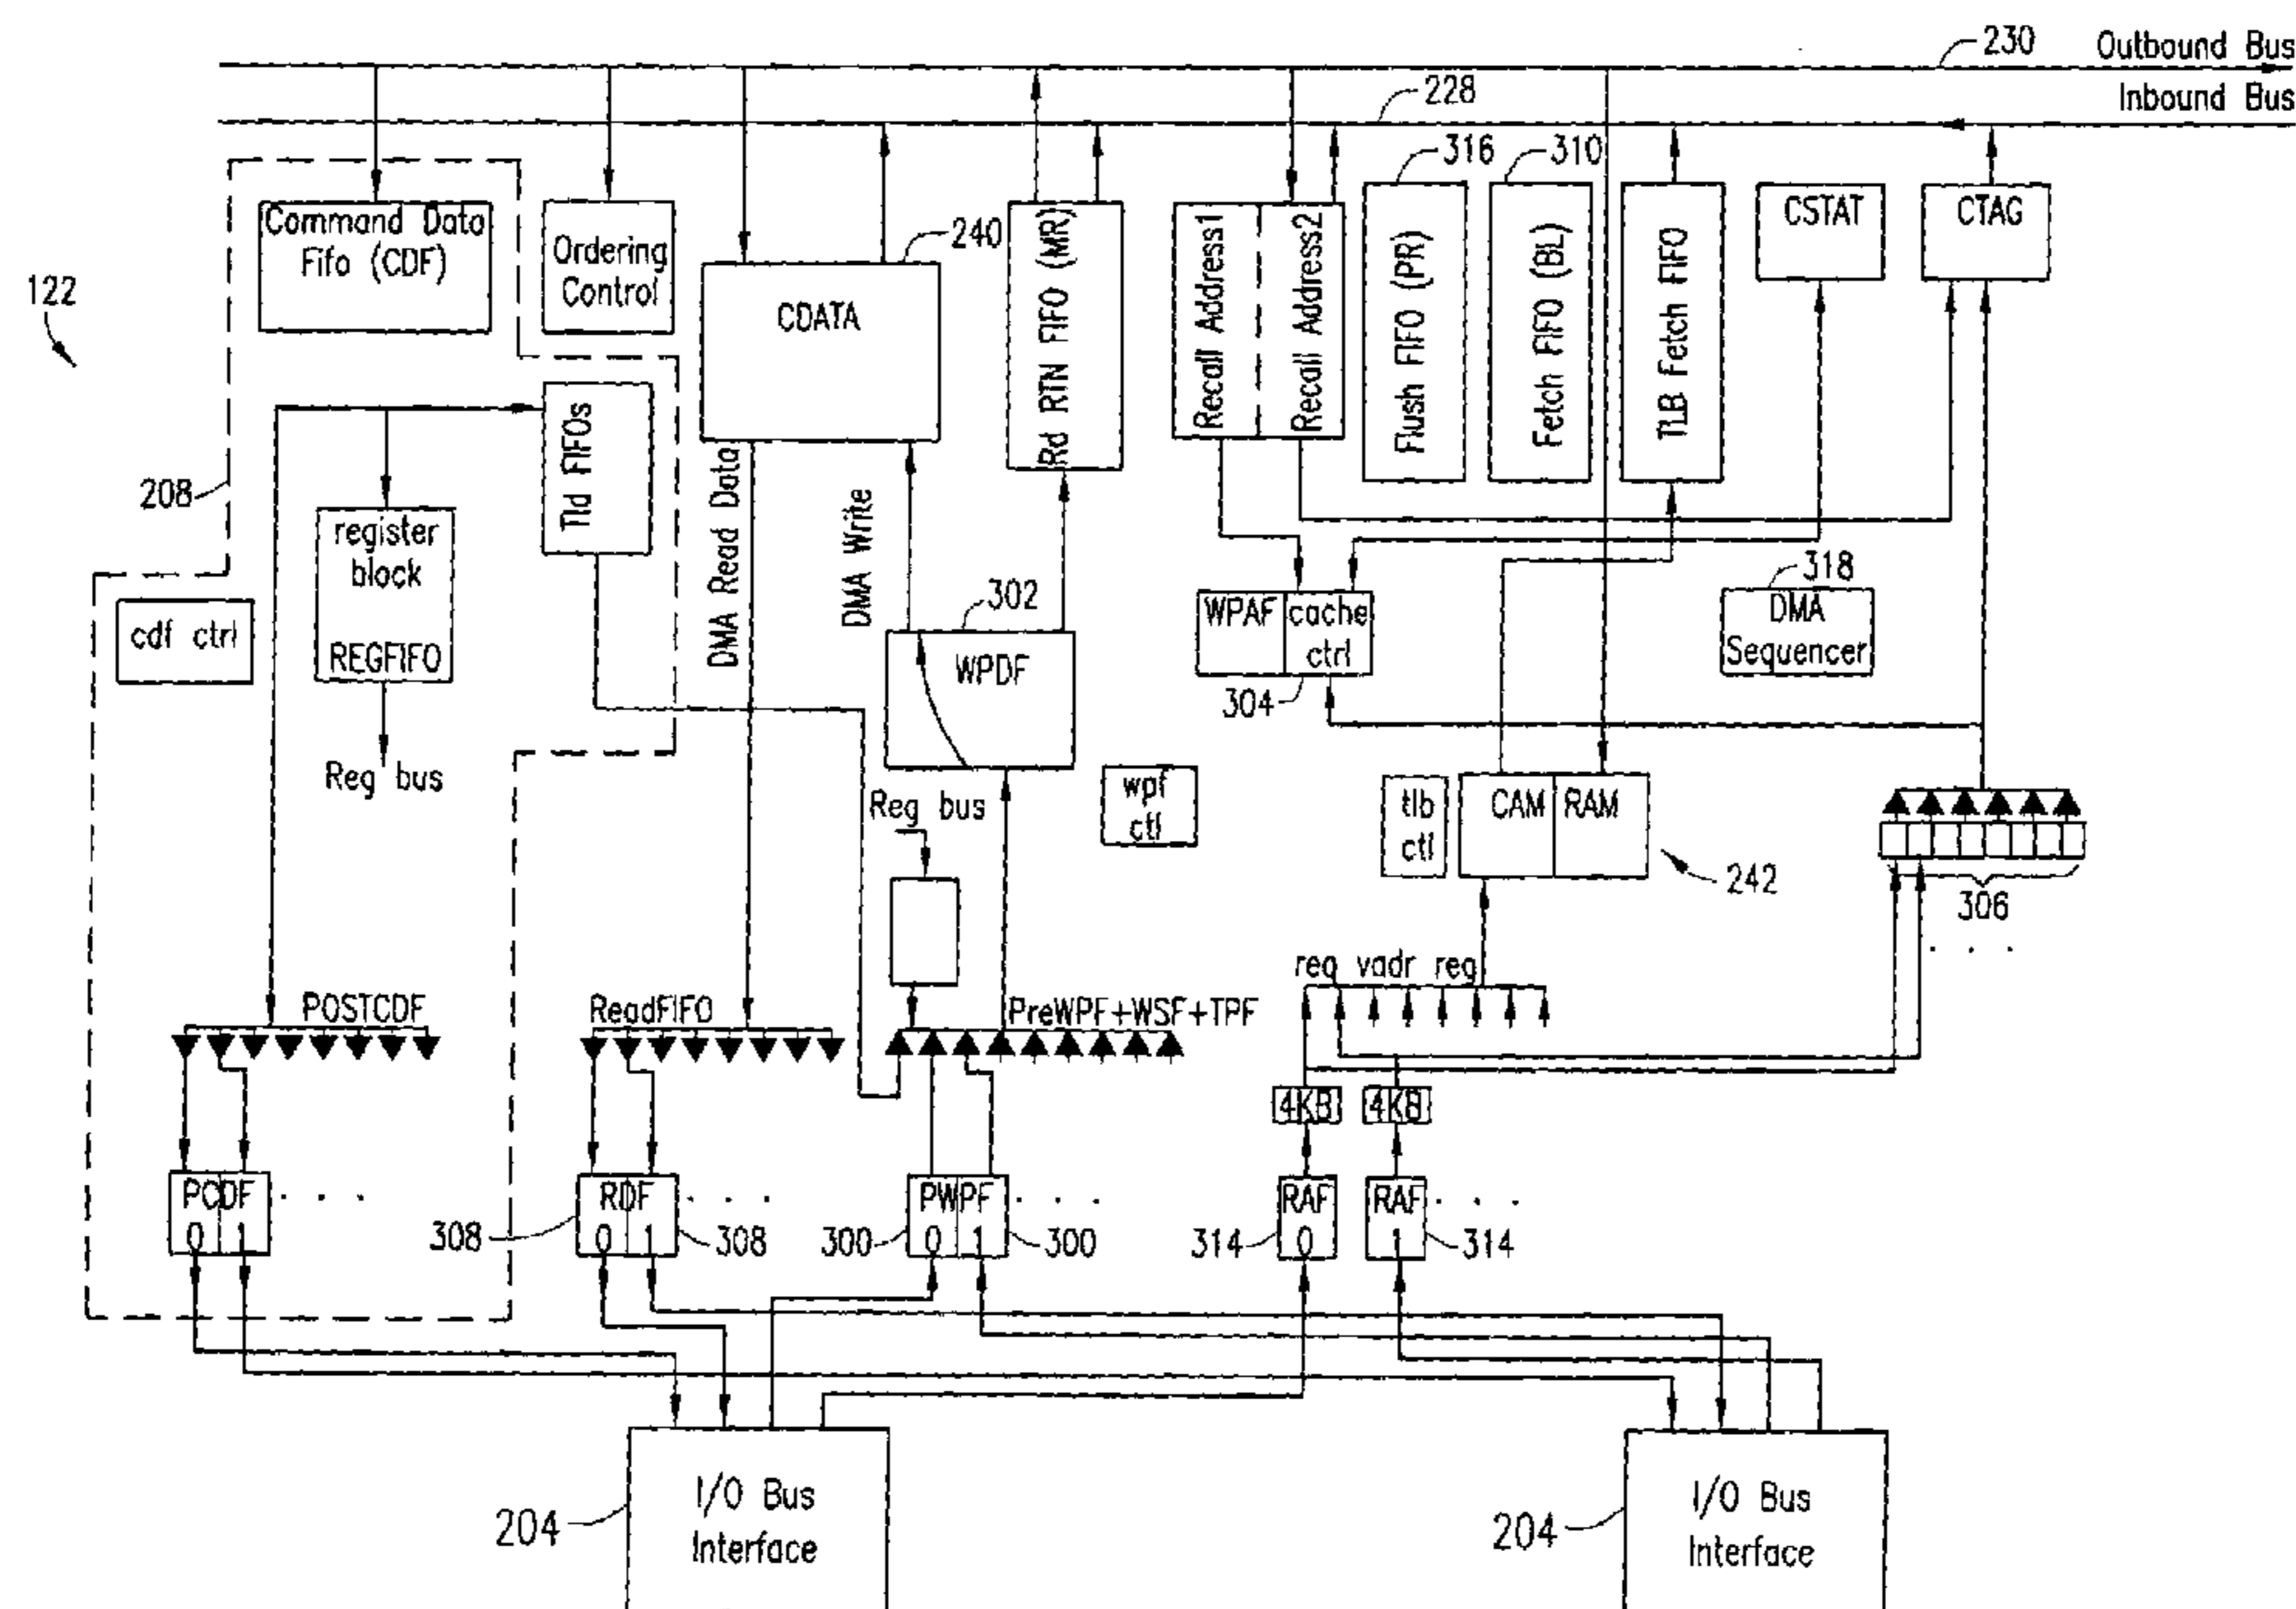 230 Outbound Bus
228 Inbound Bus
122
208
Command Data
Fifo (CDF)
Ordering
Control
240
CDATA
Rd RTN FIFO (MR)
Recall Address1
Recall Address2
316
Flush FIFO (PR)
310
Fetch FIFO (BL)
TLB Fetch FIFO
CSTAT
CTAG
TId FIFOs
register
block
REGFIFO
Reg bus
cdf ctrl
DMA Read Data
DMA Write
302
WPDF
WPAF
cache
ctrl
304
318
DMA
Sequencer
Reg bus
wpf
ctl
tlb
ctl
CAM
RAM
242
306
. . .
req vadr reg
POSTCDF
ReadFIFO
PreWPF+WSF+TPF
4KB
4KB
PCDF
0 1
. . .
308
RDF
0 1
308
. . .
300
PWPF
0 1
300
. . .
314
RAF
0
RAF
1
314
. . .
204
I/O Bus
Interface
204
I/O Bus
Interface